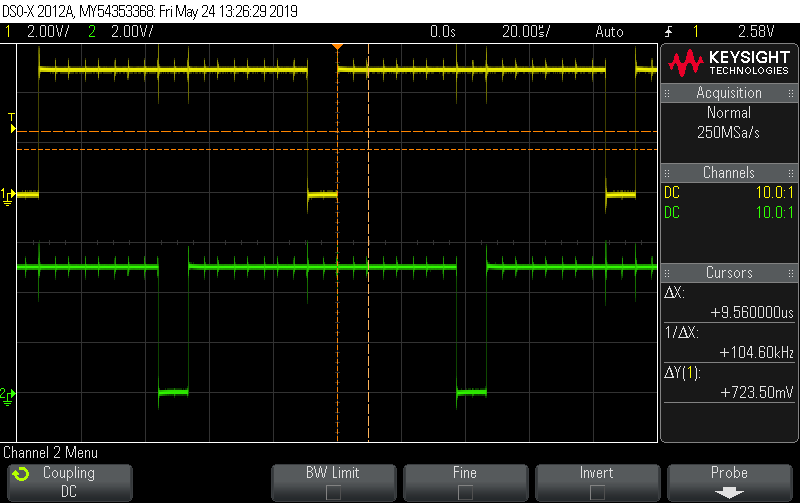 DSO-X 2012A, MY54353368: Fri May 24 13:26:29 2019
1 2.00V/ 2 2.00V/ 0.0s 20.00us/ Auto 1 2.58V
KEYSIGHT
TECHNOLOGIES
Acquisition
Normal
250MSa/s
Channels
DC 10.0:1
DC 10.0:1
Cursors
ΔX:
+9.560000us
1/ΔX:
+104.60kHz
ΔY(1):
+723.50mV
T
1
2
Channel 2 Menu
Coupling
DC
BW Limit
Fine
Invert
Probe